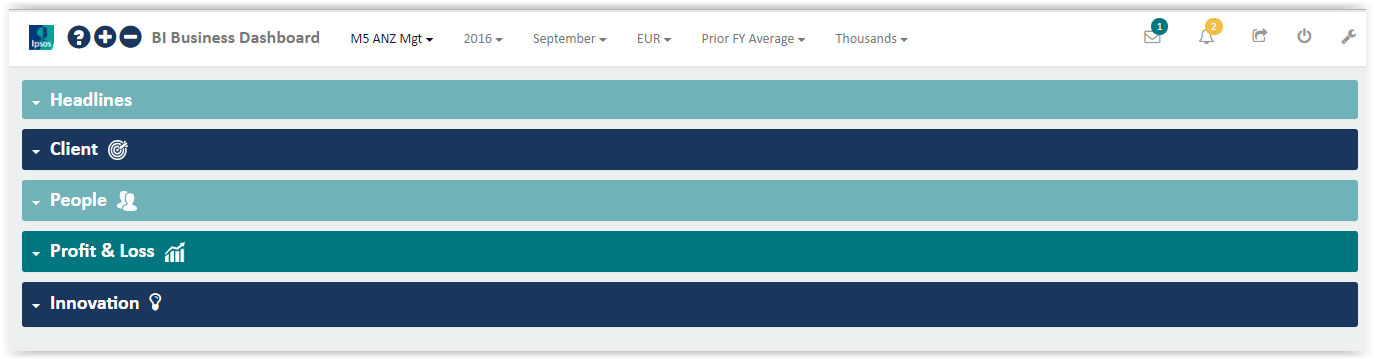 Ipsos ? BI Business Dashboard M5 ANZ Mgt 2016 September EUR Prior FY Average Thousands 1 2
Headlines
Client
People
Profit & Loss
Innovation